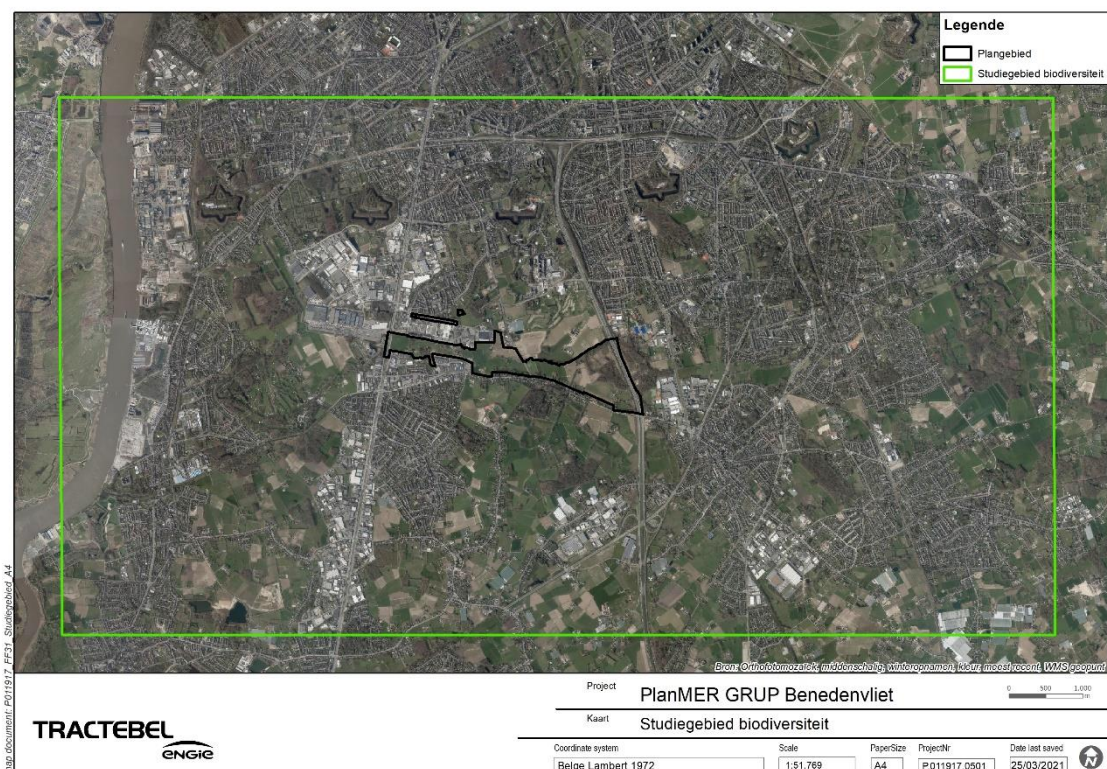 Legende
Plangebied
Studiegebied biodiversiteit
Bron: Orthofotomozaïek, middenschalig, winteropnamen, kleur, meest recent, WMS geopunt
map document: P011917_FF31_Studiegebied_A4
TRACTEBEL
ENGIE
Project PlanMER GRUP Benedenvliet
0 500 1.000
m
Kaart Studiegebied biodiversiteit
Coordinate system Scale PaperSize ProjectNr Date last saved
Belge Lambert 1972 1:51.769 A4 P.011917.0501 25/03/2021
N